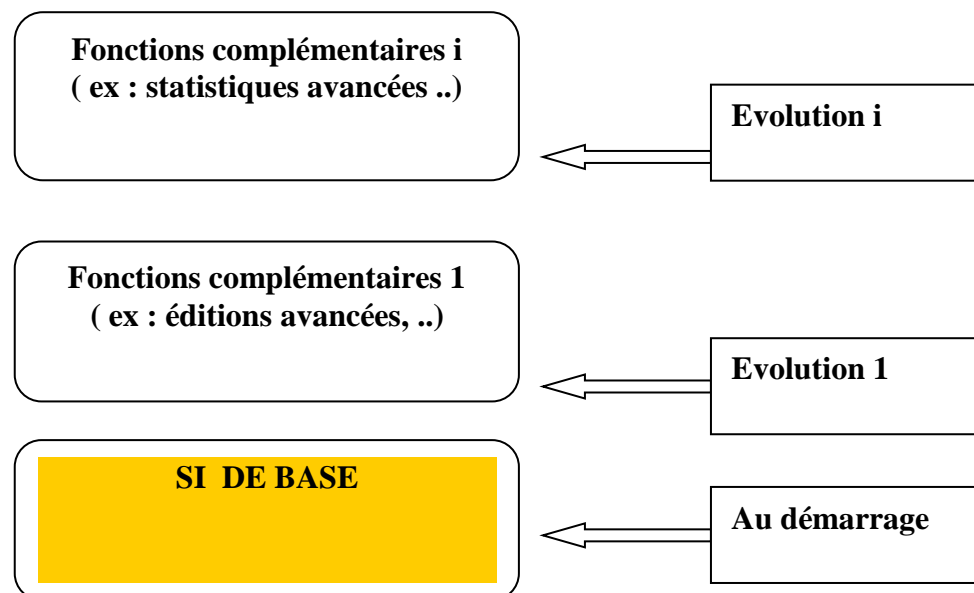 Fonctions complémentaires i
( ex : statistiques avancées ..)
Evolution i
Fonctions complémentaires 1
( ex : éditions avancées, ..)
Evolution 1
SI DE BASE
Au démarrage